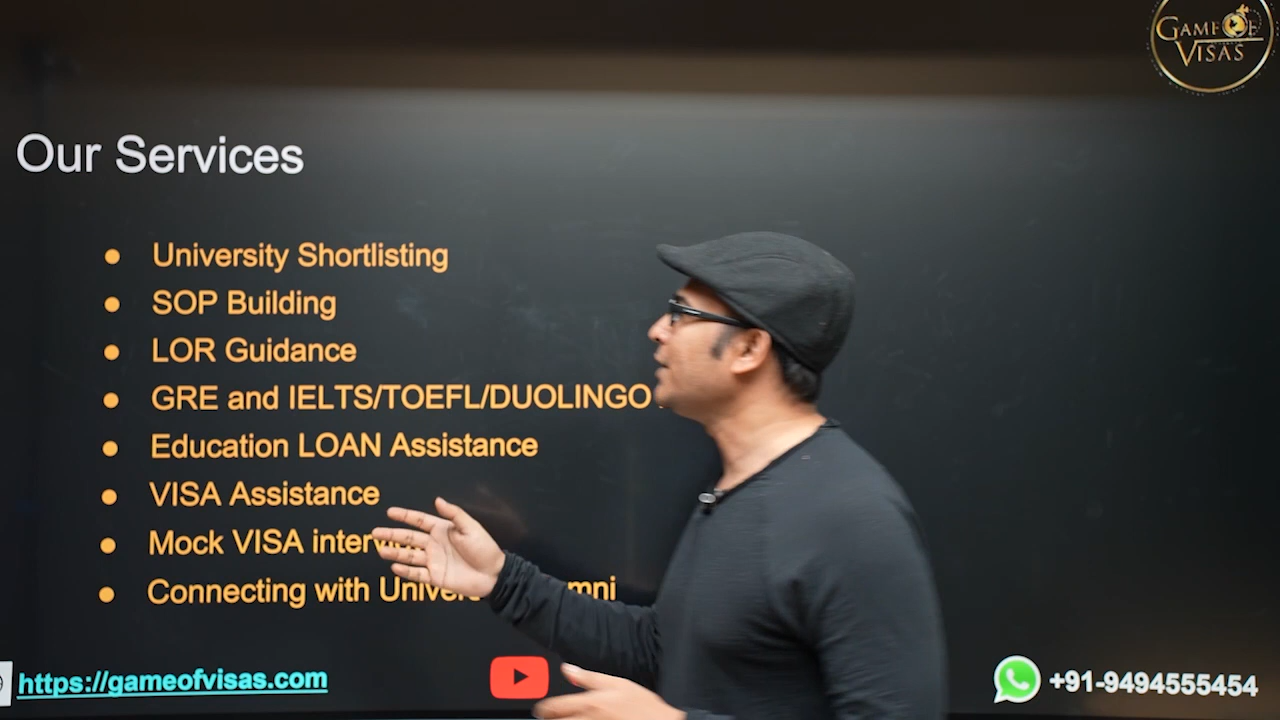 GAME OF
VISAS
Our Services
University Shortlisting
SOP Building
LOR Guidance
GRE and IELTS/TOEFL/DUOLINGO
Education LOAN Assistance
VISA Assistance
Mock VISA
Connecting with
https://gameofvisas.com
+91-9494555454